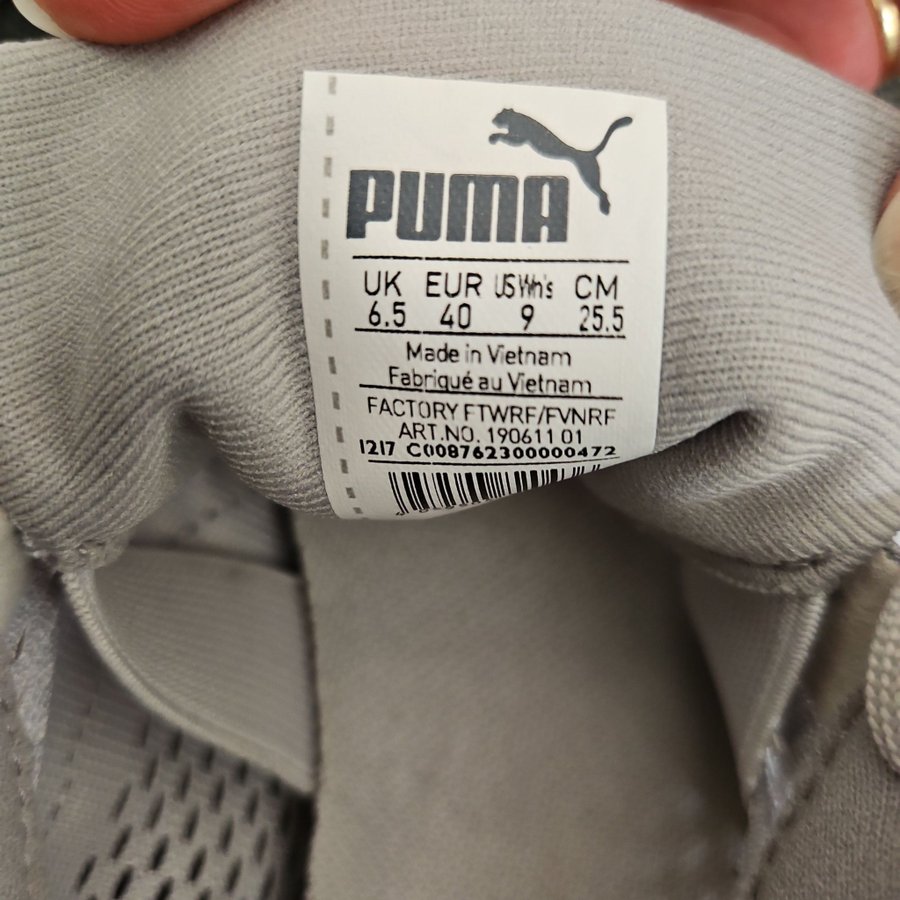 PUMA
UK EUR US Wn's CM
6.5 40 9 25.5
Made in Vietnam
Fabriqué au Vietnam
FACTORY FTWRF/FVNRF
ART.NO. 190611 01
1217 C008762300000472